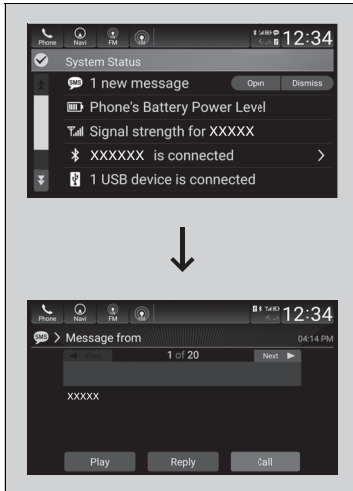 Phone Navi FM 12:34
System Status
SMS 1 new message Open Dismiss
Phone's Battery Power Level
Signal strength for XXXXX
XXXXXX is connected >
1 USB device is connected
Phone Navi FM 12:34
SMS > Message from 04:14 PM
Prev 1 of 20 Next
XXXXX
Play Reply Call